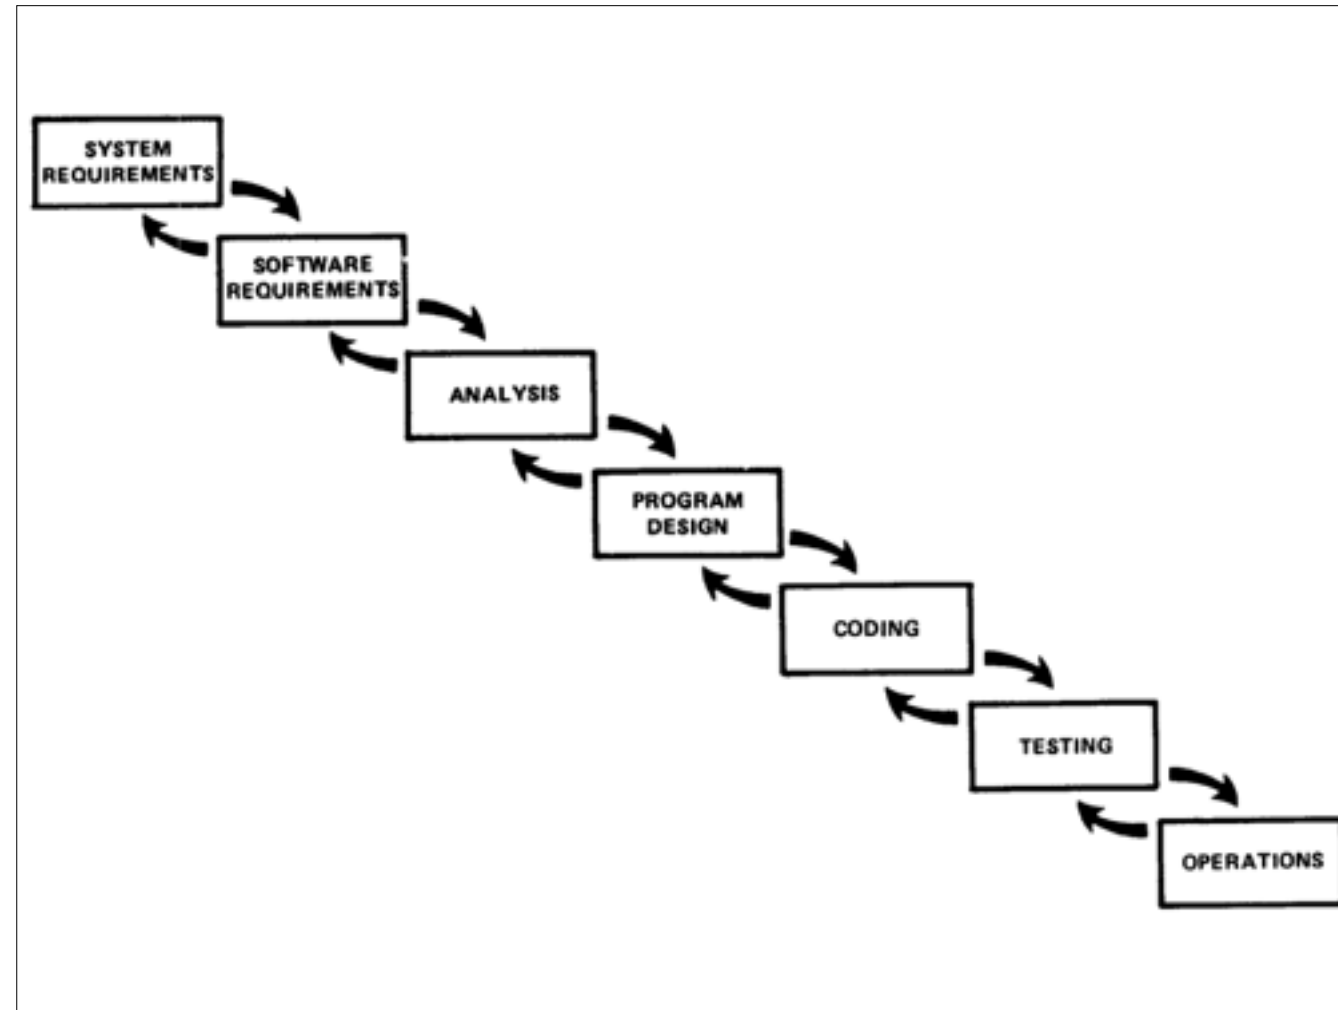 SYSTEM
REQUIREMENTS
SOFTWARE
REQUIREMENTS
ANALYSIS
PROGRAM
DESIGN
CODING
TESTING
OPERATIONS